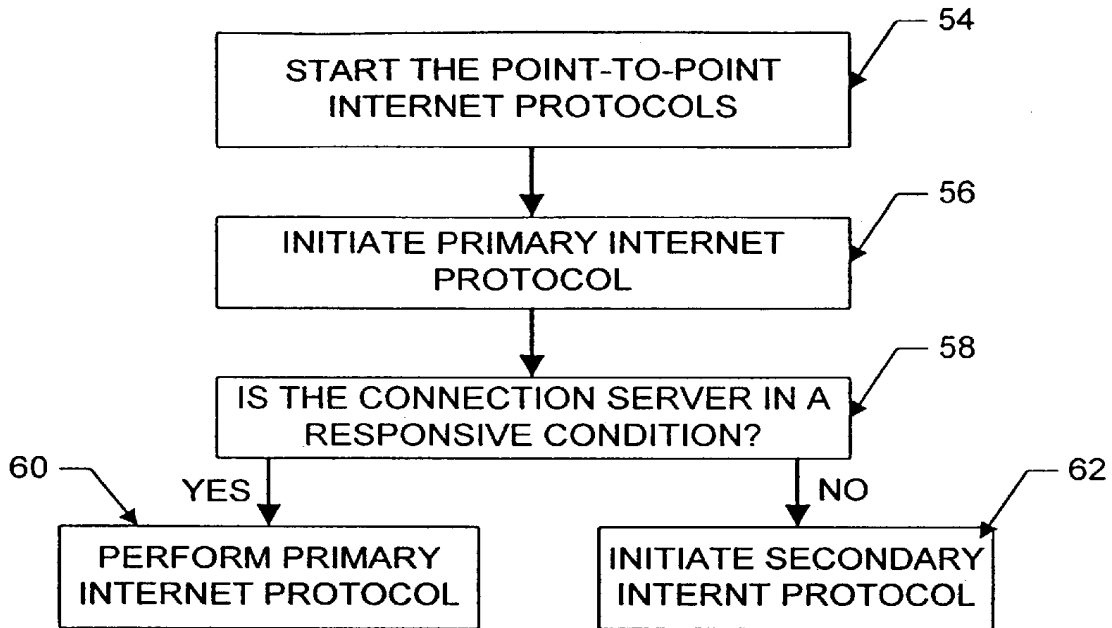 54
START THE POINT-TO-POINT
INTERNET PROTOCOLS
56
INITIATE PRIMARY INTERNET
PROTOCOL
58
IS THE CONNECTION SERVER IN A
RESPONSIVE CONDITION?
60
YES
NO
62
PERFORM PRIMARY
INTERNET PROTOCOL
INITIATE SECONDARY
INTERNT PROTOCOL